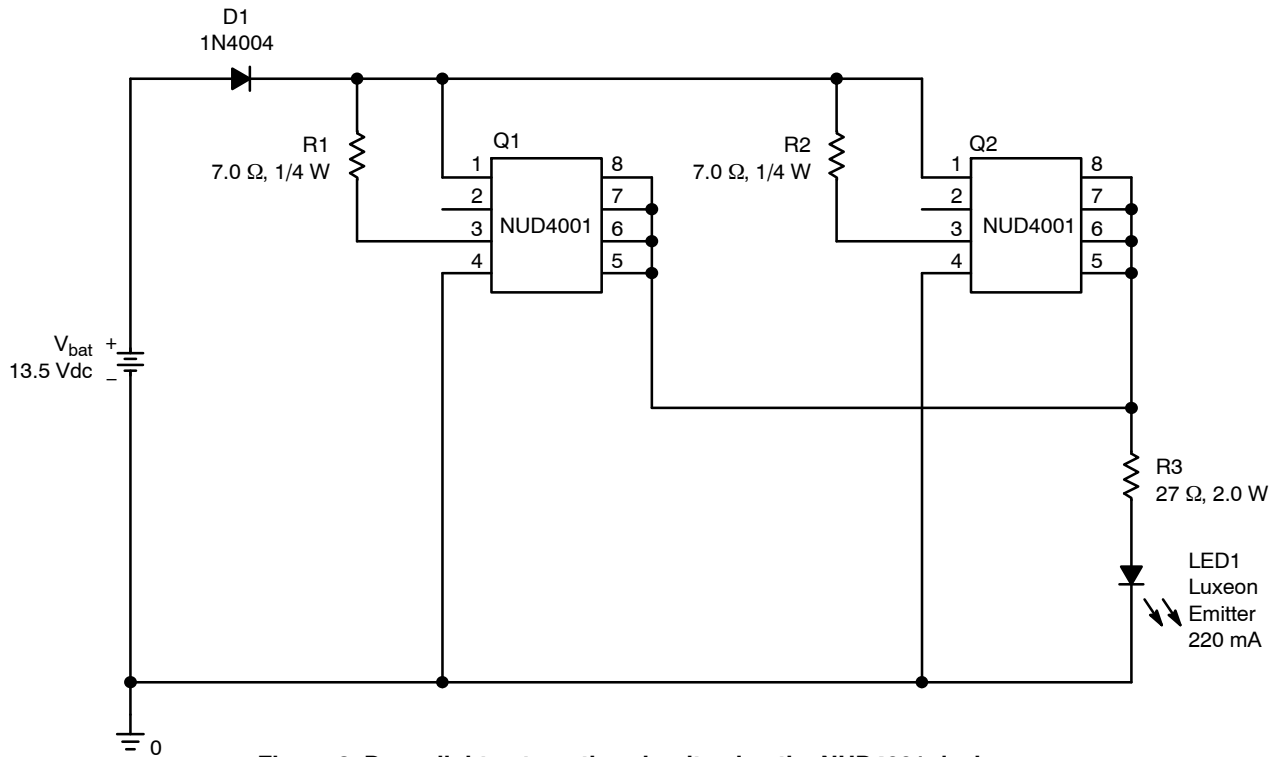 D1
1N4004
R1
7.0 Ω, 1/4 W
Q1
1
2
3
4
NUD4001
8
7
6
5
R2
7.0 Ω, 1/4 W
Q2
1
2
3
4
NUD4001
8
7
6
5
Vbat
+
13.5 Vdc
–
R3
27 Ω, 2.0 W
LED1
Luxeon
Emitter
220 mA
0